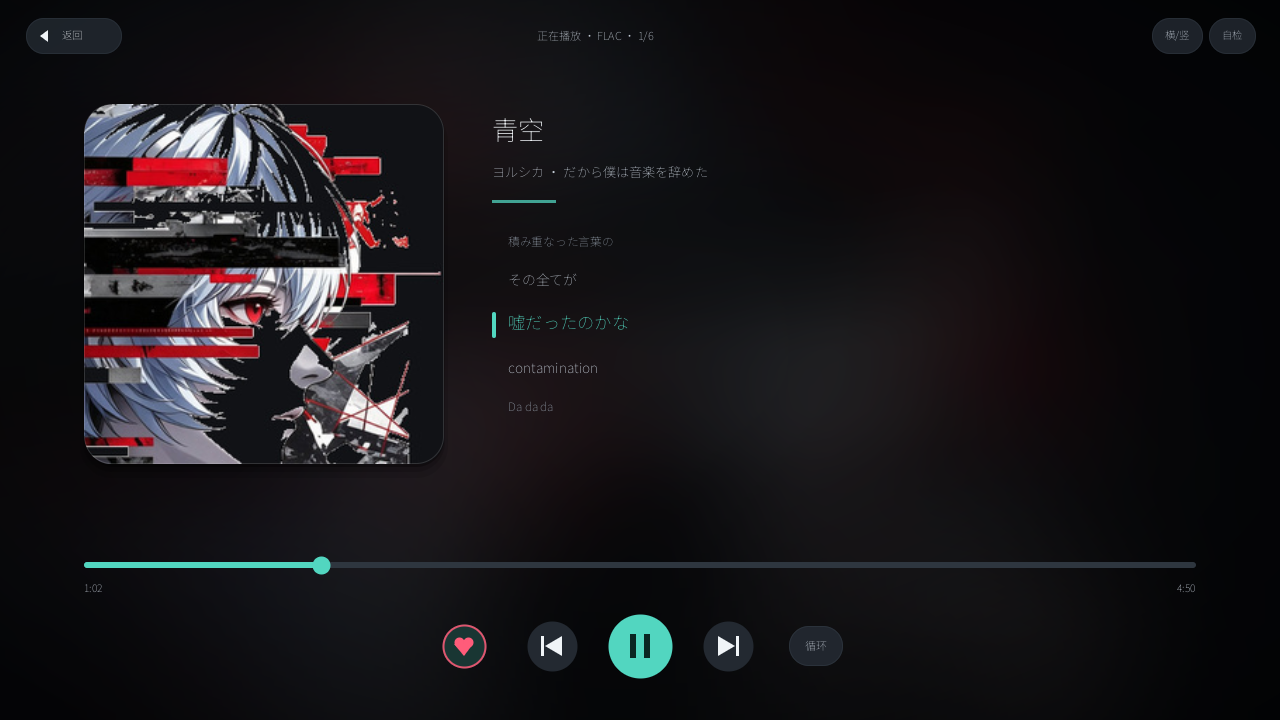 返回
正在播放 • FLAC • 1/6
横/竖
自检
青空
ヨルシカ • だから僕は音楽を辞めた
積み重なった言葉の
その全てが
嘘だったのかな
contamination
Da da da
1:02
4:50
循环